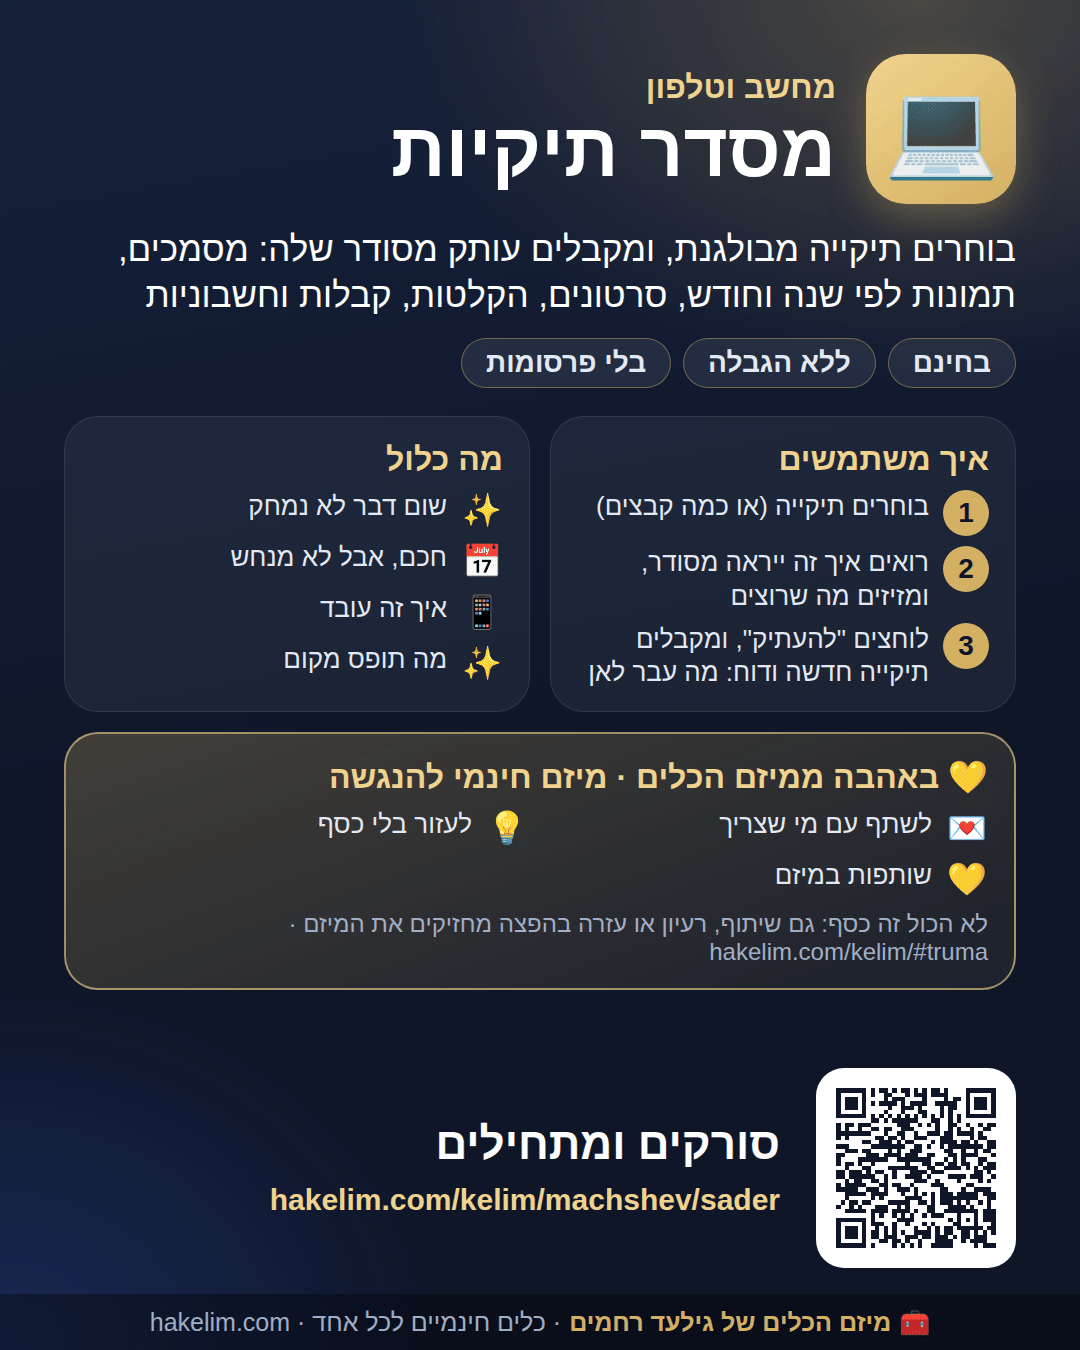 מחשב וטלפון
מסדר תיקיות
בוחרים תיקייה מבולגנת, ומקבלים עותק מסודר שלה: מסמכים,
תמונות לפי שנה וחודש, סרטונים, הקלטות, קבלות וחשבוניות
בחינם
ללא הגבלה
בלי פרסומות
איך משתמשים
1 בוחרים תיקייה (או כמה קבצים)
2 רואים איך זה ייראה מסודר,
ומזיזים מה שרוצים
3 לוחצים "להעתיק", ומקבלים
תיקייה חדשה ודוח: מה עבר לאן
מה כלול
שום דבר לא נמחק
July
חכם, אבל לא מנחש
איך זה עובד
מה תופס מקום
באהבה ממיזם הכלים · מיזם חינמי להנגשה
לשתף עם מי שצריך
לעזור בלי כסף
שותפות במיזם
לא הכול זה כסף: גם שיתוף, רעיון או עזרה בהפצה מחזיקים את המיזם ·
hakelim.com/kelim/#truma
סורקים ומתחילים
hakelim.com/kelim/machshev/sader
מיזם הכלים של גילעד רחמים · כלים חינמיים לכל אחד · hakelim.com